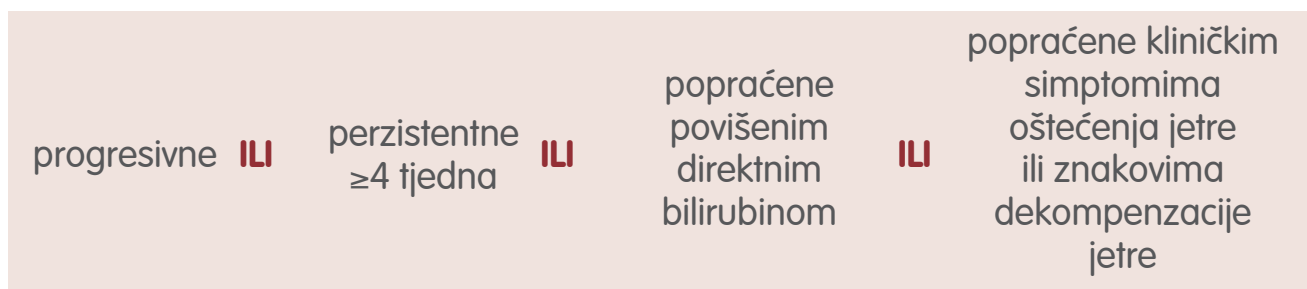 progresivne
ILI
perzistentne
≥4 tjedna
ILI
popraćene
povišenim
direktnim
bilirubinom
ILI
popraćene kliničkim
simptomima
oštećenja jetre
ili znakovima
dekompenzacije
jetre